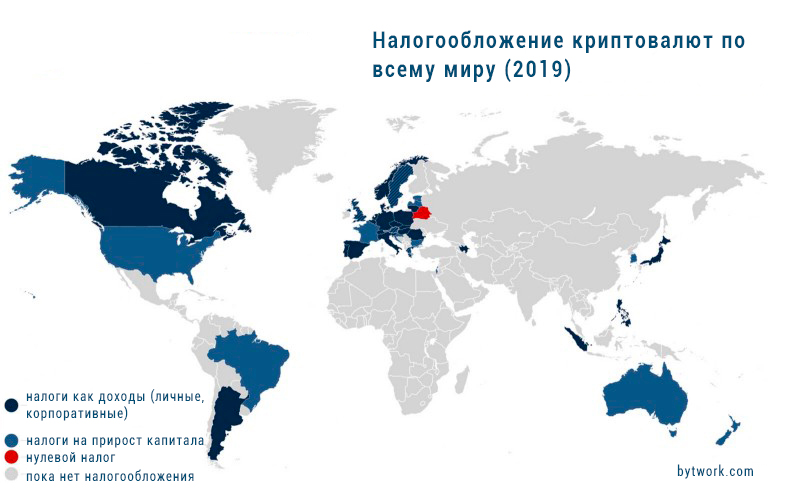 Налогообложение криптовалют по
всему миру (2019)
налоги как доходы (личные,
корпоративные)
налоги на прирост капитала
нулевой налог
пока нет налогообложения
bytwork.com